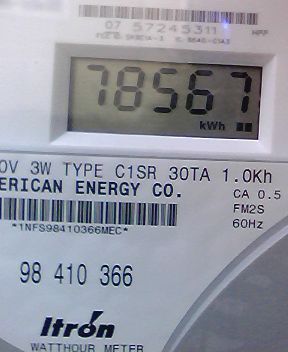 07 57245311
78567
kWh
0V 3W TYPE C1SR 30TA 1.0Kh
ERICAN ENERGY CO.
CA 0.5
FM2S
60Hz
*1NFS98410366MEC*
98 410 366
Itron
WATTHOUR METER